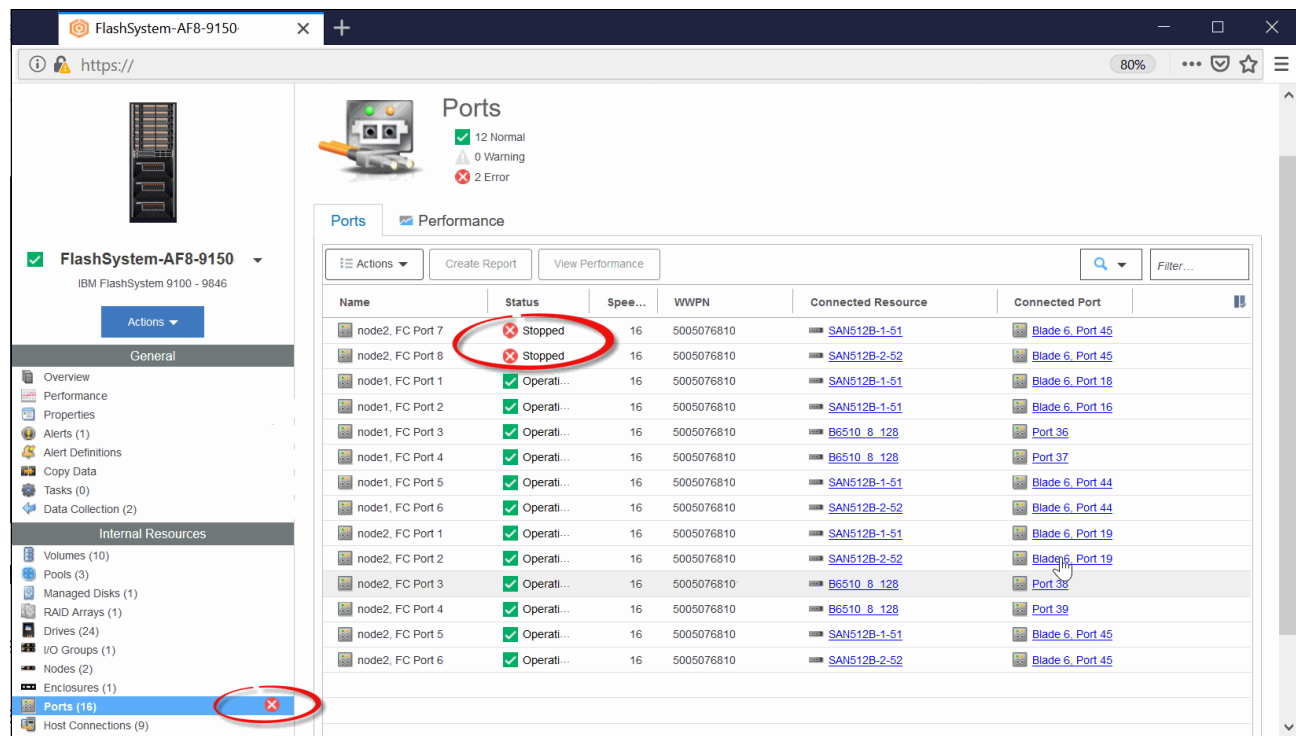 FlashSystem-AF8-9150
https://
80%
Ports
12 Normal
0 Warning
2 Error
Ports
Performance
FlashSystem-AF8-9150
IBM FlashSystem 9100 - 9846
Actions
General
Overview
Performance
Properties
Alerts (1)
Alert Definitions
Copy Data
Tasks (0)
Data Collection (2)
Internal Resources
Volumes (10)
Pools (3)
Managed Disks (1)
RAID Arrays (1)
Drives (24)
I/O Groups (1)
Nodes (2)
Enclosures (1)
Ports (16)
Host Connections (9)
Actions Create Report View Performance Filter...
Name Status Spee... WWPN Connected Resource Connected Port
node2, FC Port 7 Stopped 16 5005076810 SAN512B-1-51 Blade 6, Port 45
node2, FC Port 8 Stopped 16 5005076810 SAN512B-2-52 Blade 6, Port 45
node1, FC Port 1 Operati... 16 5005076810 SAN512B-1-51 Blade 6, Port 18
node1, FC Port 2 Operati... 16 5005076810 SAN512B-1-51 Blade 6, Port 16
node1, FC Port 3 Operati... 16 5005076810 B6510_8_128 Port 36
node1, FC Port 4 Operati... 16 5005076810 B6510_8_128 Port 37
node1, FC Port 5 Operati... 16 5005076810 SAN512B-1-51 Blade 6, Port 44
node1, FC Port 6 Operati... 16 5005076810 SAN512B-2-52 Blade 6, Port 44
node2, FC Port 1 Operati... 16 5005076810 SAN512B-1-51 Blade 6, Port 19
node2, FC Port 2 Operati... 16 5005076810 SAN512B-2-52 Blade 6, Port 19
node2, FC Port 3 Operati... 16 5005076810 B6510_8_128 Port 38
node2, FC Port 4 Operati... 16 5005076810 B6510_8_128 Port 39
node2, FC Port 5 Operati... 16 5005076810 SAN512B-1-51 Blade 6, Port 45
node2, FC Port 6 Operati... 16 5005076810 SAN512B-2-52 Blade 6, Port 45